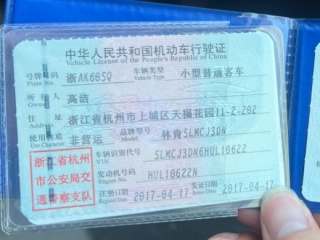 中华人民共和国机动车行驶证
Vehicle License of the People's Republic of China
号牌号码 浙AK605Q 车辆类型 小型普通客车
Plate No. Vehicle Type
所有人 高洁
Owner
住址 浙江省杭州市上城区天福花园11-2-202
Address
使用性质 非营运 品牌型号 林肯5LMCJ3DN
Use Character Model
浙江省杭州
市公安局交
通警察支队
车辆识别代号 5LMCJ3DN6HUL10622
VIN
发动机号码 HUL10622N
Engine No.
注册日期 2017-04-17 发证日期 2017-04-17
Register Date Issue Date